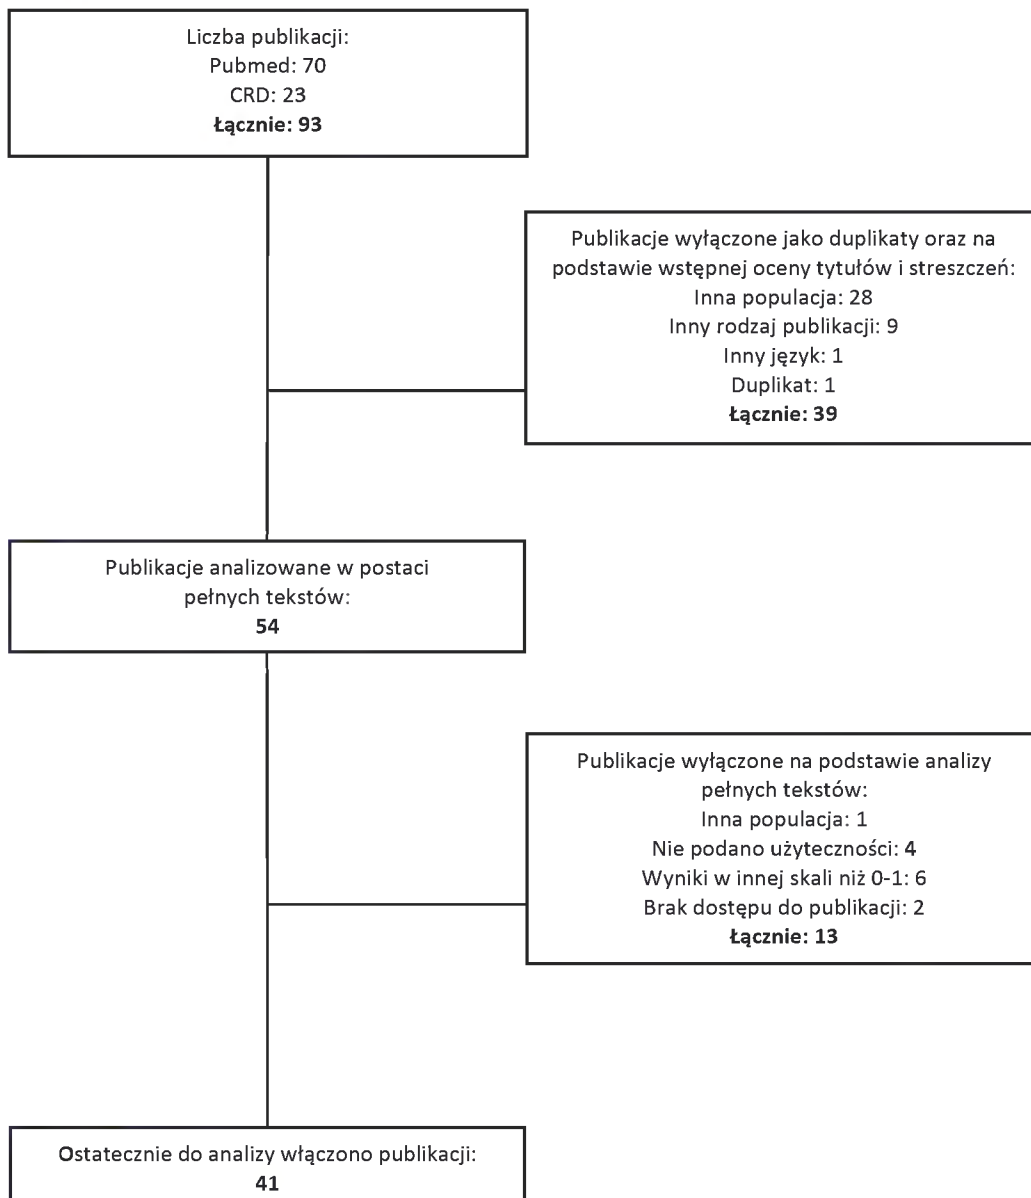 Liczba publikacji:
Pubmed: 70
CRD: 23
Łącznie: 93
Publikacje wyłączone jako duplikaty oraz na
podstawie wstępnej oceny tytułów i streszczeń:
Inna populacja: 28
Inny rodzaj publikacji: 9
Inny język: 1
Duplikat: 1
Łącznie: 39
Publikacje analizowane w postaci
pełnych tekstów:
54
Publikacje wyłączone na podstawie analizy
pełnych tekstów:
Inna populacja: 1
Nie podano użyteczności: 4
Wyniki w innej skali niż 0-1: 6
Brak dostępu do publikacji: 2
Łącznie: 13
Ostatecznie do analizy włączono publikacji:
41